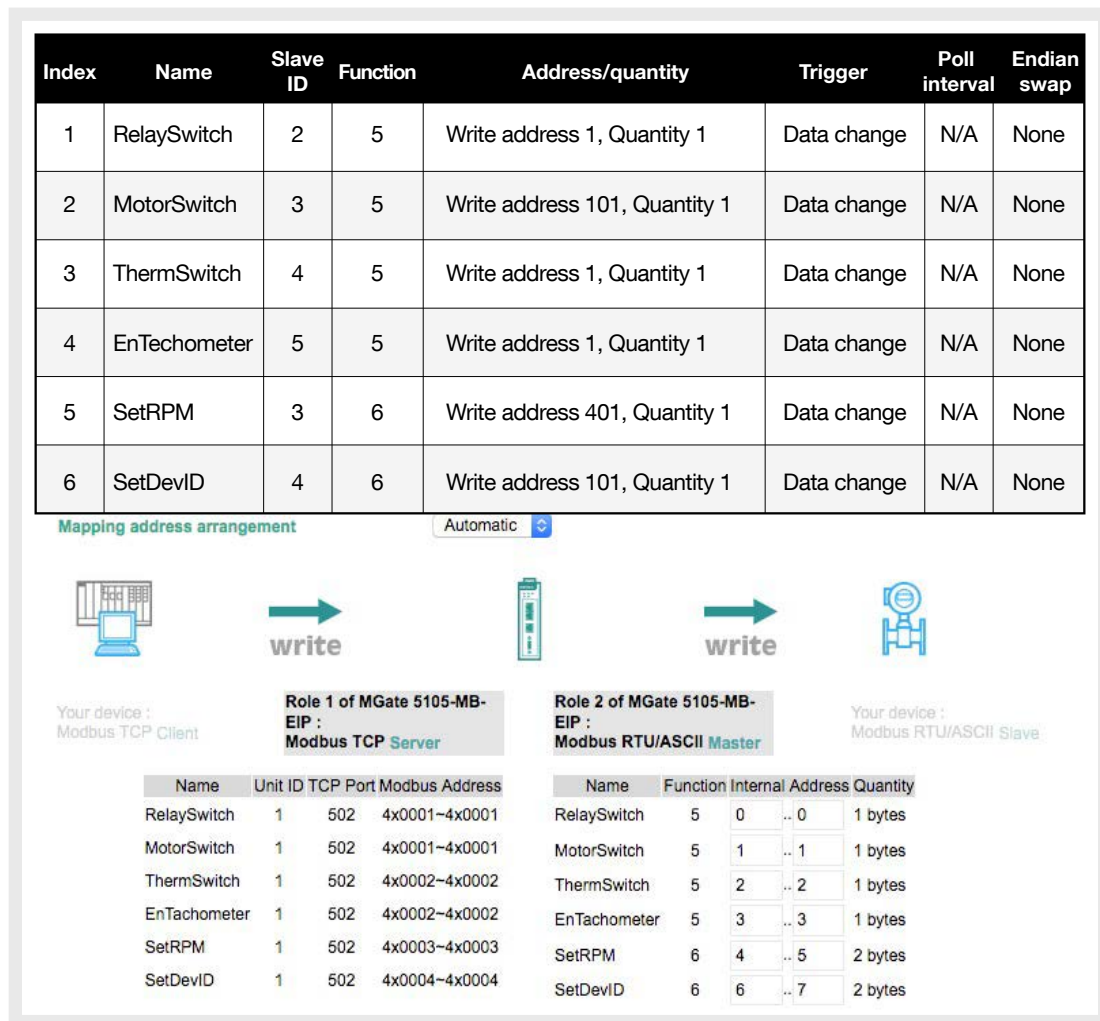 Index Name Slave ID Function Address/quantity Trigger Poll interval Endian swap
1 RelaySwitch 2 5 Write address 1, Quantity 1 Data change N/A None
2 MotorSwitch 3 5 Write address 101, Quantity 1 Data change N/A None
3 ThermSwitch 4 5 Write address 1, Quantity 1 Data change N/A None
4 EnTechometer 5 5 Write address 1, Quantity 1 Data change N/A None
5 SetRPM 3 6 Write address 401, Quantity 1 Data change N/A None
6 SetDevID 4 6 Write address 101, Quantity 1 Data change N/A None
Mapping address arrangement Automatic
write write
Your device :
Modbus TCP Client
Role 1 of MGate 5105-MB-
EIP :
Modbus TCP Server
Role 2 of MGate 5105-MB-
EIP :
Modbus RTU/ASCII Master
Your device :
Modbus RTU/ASCII Slave
Name Unit ID TCP Port Modbus Address
RelaySwitch 1 502 4x0001~4x0001
MotorSwitch 1 502 4x0001~4x0001
ThermSwitch 1 502 4x0002~4x0002
EnTachometer 1 502 4x0002~4x0002
SetRPM 1 502 4x0003~4x0003
SetDevID 1 502 4x0004~4x0004
Name Function Internal Address Quantity
RelaySwitch 5 0 .. 0 1 bytes
MotorSwitch 5 1 .. 1 1 bytes
ThermSwitch 5 2 .. 2 1 bytes
EnTachometer 5 3 .. 3 1 bytes
SetRPM 6 4 .. 5 2 bytes
SetDevID 6 6 .. 7 2 bytes